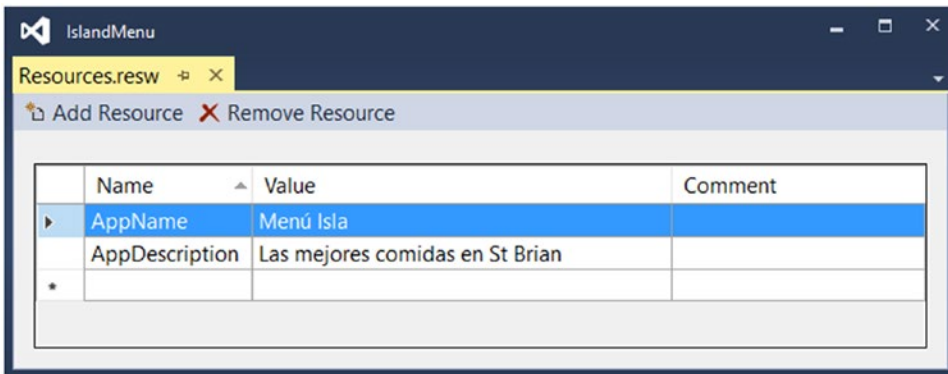 IslandMenu
Resources.resw
Add Resource Remove Resource
Name Value Comment
AppName Menú Isla
AppDescription Las mejores comidas en St Brian